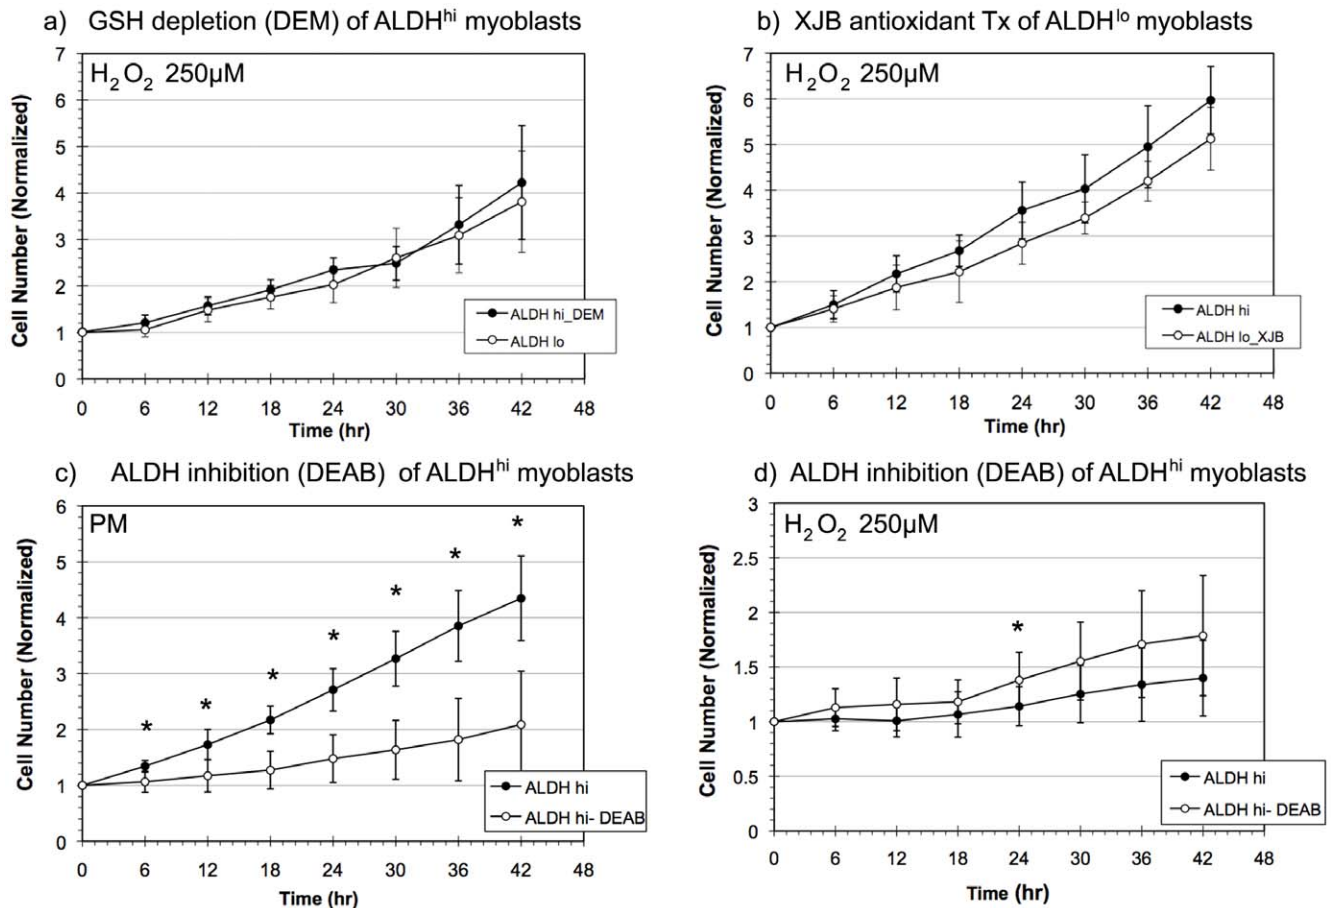 a) GSH depletion (DEM) of ALDHhi myoblasts
H2O2 250µM
Cell Number (Normalized)
7
6
5
4
3
2
1
0
0 6 12 18 24 30 36 42 48
Time (hr)
ALDH hi_DEM
ALDH lo
b) XJB antioxidant Tx of ALDHlo myoblasts
H2O2 250µM
Cell Number (Normalized)
7
6
5
4
3
2
1
0
0 6 12 18 24 30 36 42 48
Time (hr)
ALDH hi
ALDH lo_XJB
c) ALDH inhibition (DEAB) of ALDHhi myoblasts
PM
Cell Number (Normalized)
6
5
4
3
2
1
0
0 6 12 18 24 30 36 42 48
Time (hr)
* * * * * * *
ALDH hi
ALDH hi- DEAB
d) ALDH inhibition (DEAB) of ALDHhi myoblasts
H2O2 250µM
Cell Number (Normalized)
3
2.5
2
1.5
1
0.5
0
0 6 12 18 24 30 36 42 48
Time (hr)
*
ALDH hi
ALDH hi- DEAB